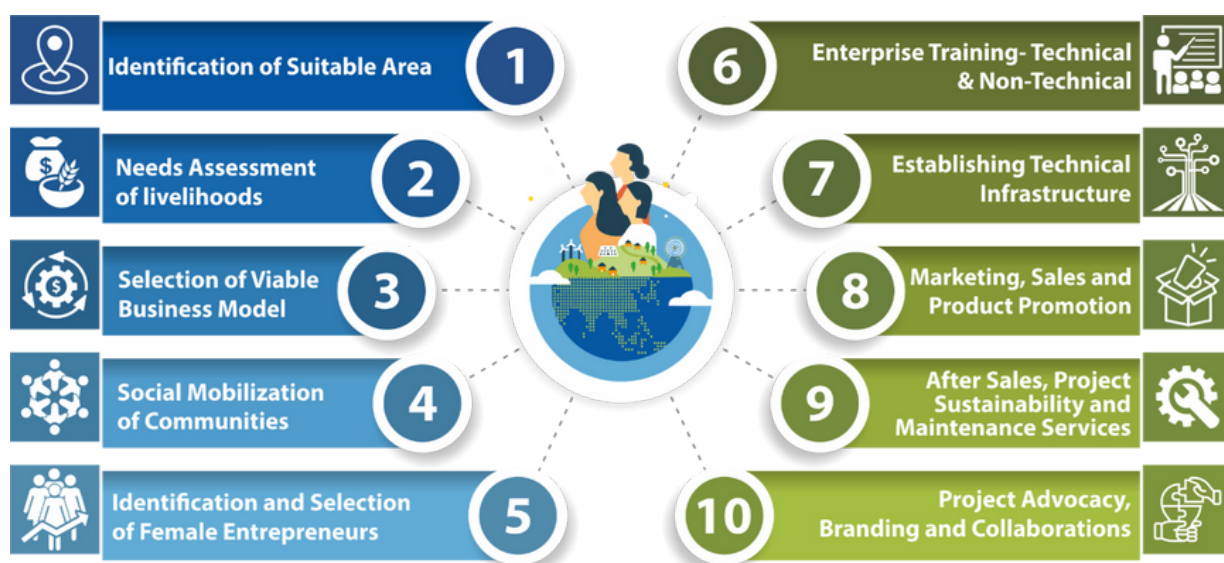 1
Identification of Suitable Area
2
Needs Assessment
of livelihoods
3
Selection of Viable
Business Model
4
Social Mobilization
of Communities
5
Identification and Selection
of Female Entrepreneurs
6
Enterprise Training- Technical
& Non-Technical
7
Establishing Technical
Infrastructure
8
Marketing, Sales and
Product Promotion
9
After Sales, Project
Sustainability and
Maintenance Services
10
Project Advocacy,
Branding and Collaborations